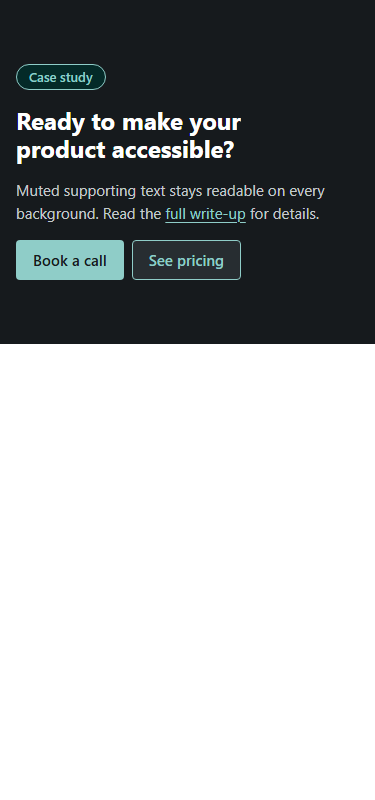 Case study
Ready to make your
product accessible?
Muted supporting text stays readable on every
background. Read the full write-up for details.
Book a call
See pricing